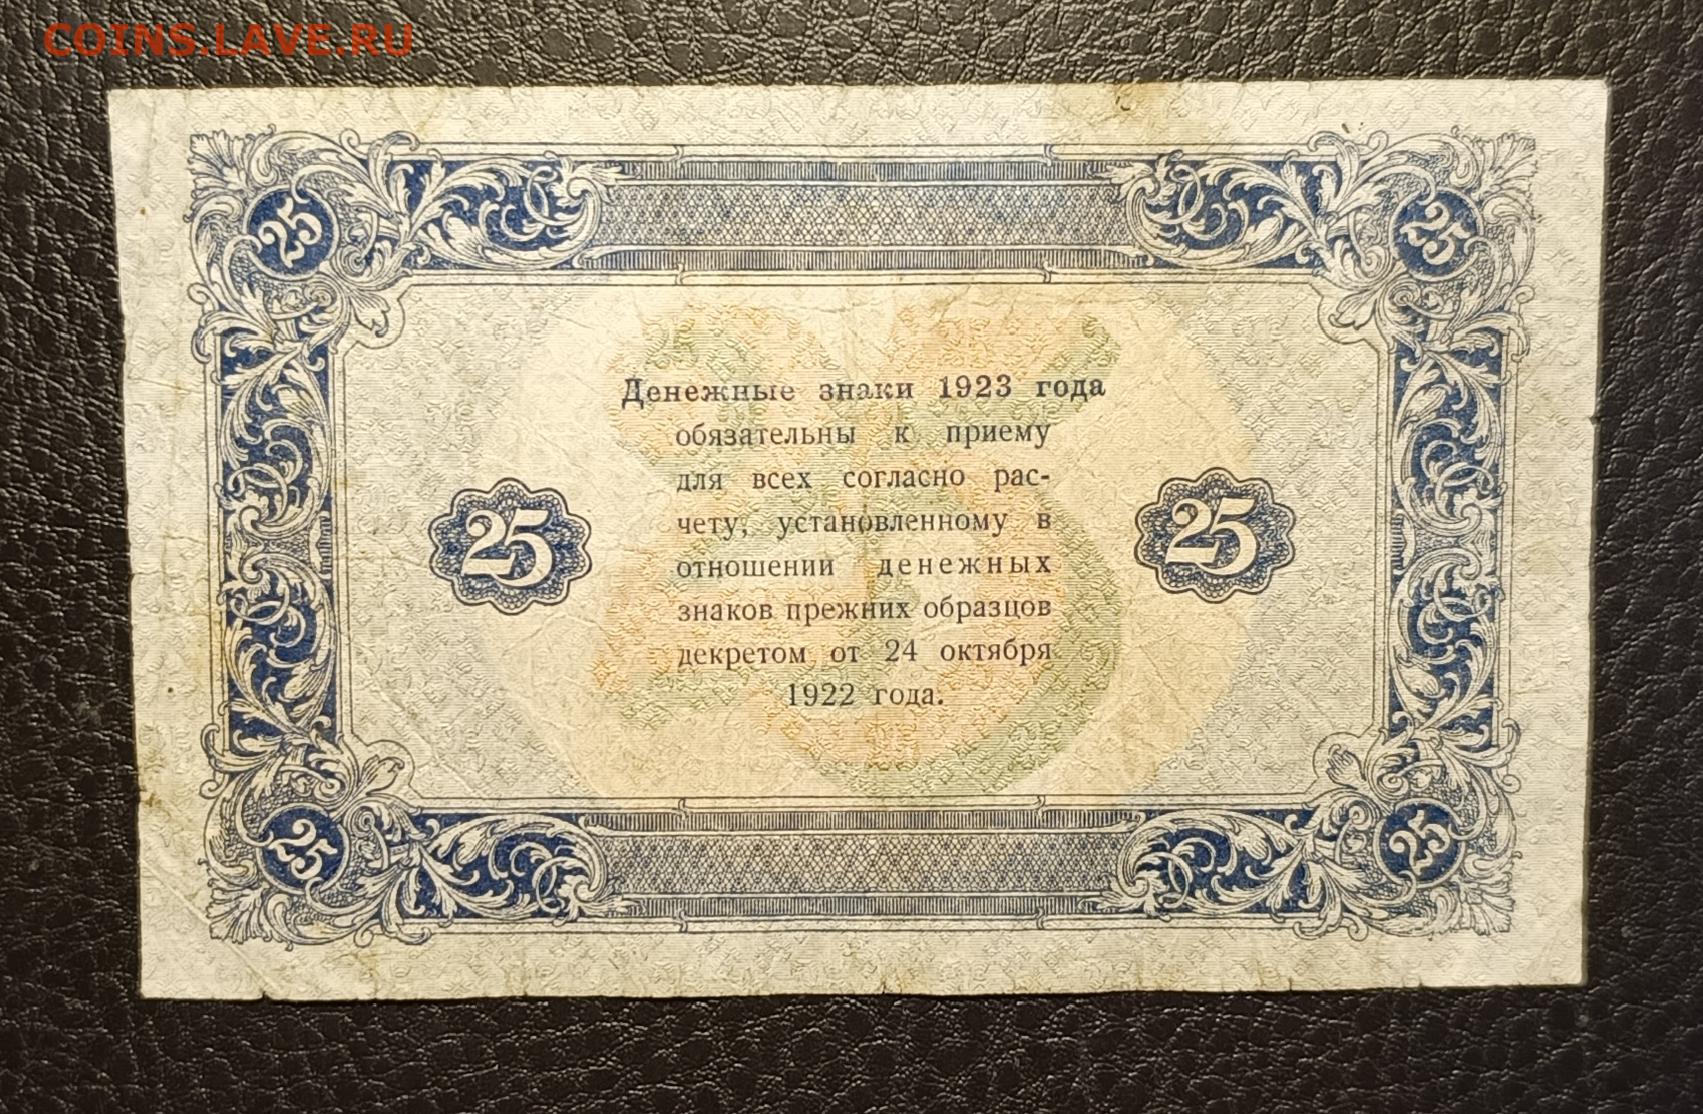 COINS.LAVE.RU
25 25
Денежные знаки 1923 года
обязательны к приему
для всех согласно рас-
чету, установленному в
отношении денежных
знаков прежних образцов
декретом от 24 октября
1922 года.
25 25
25 25